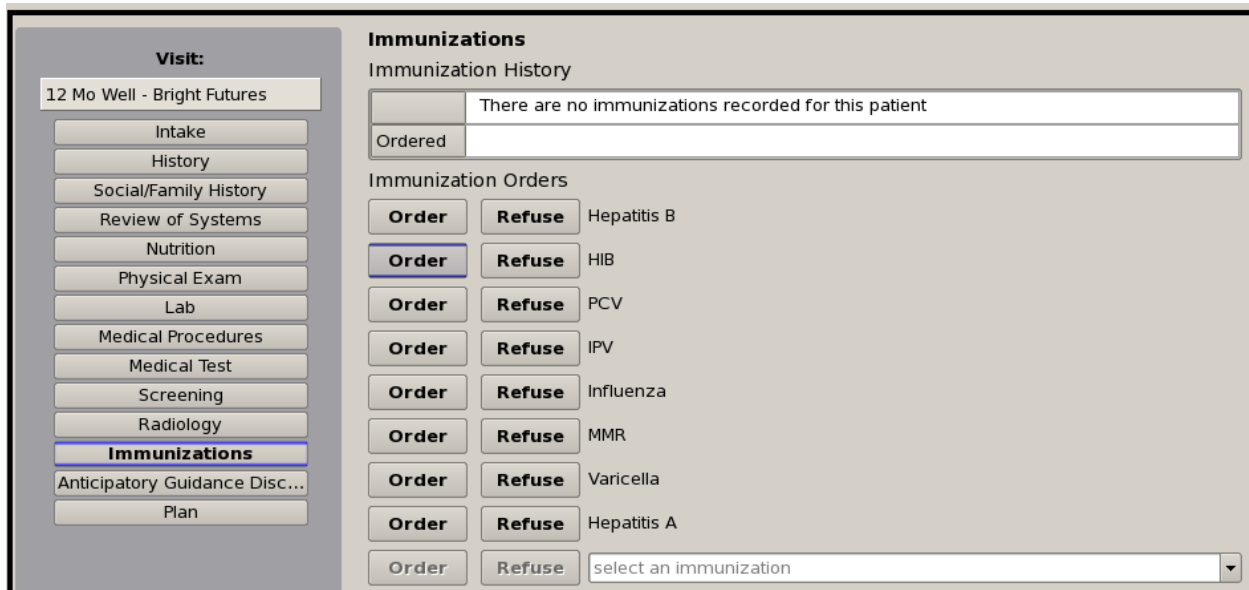 Visit:
12 Mo Well - Bright Futures
Intake
History
Social/Family History
Review of Systems
Nutrition
Physical Exam
Lab
Medical Procedures
Medical Test
Screening
Radiology
Immunizations
Anticipatory Guidance Disc...
Plan
Immunizations
Immunization History
There are no immunizations recorded for this patient
Ordered
Immunization Orders
Order Refuse Hepatitis B
Order Refuse HIB
Order Refuse PCV
Order Refuse IPV
Order Refuse Influenza
Order Refuse MMR
Order Refuse Varicella
Order Refuse Hepatitis A
Order Refuse select an immunization